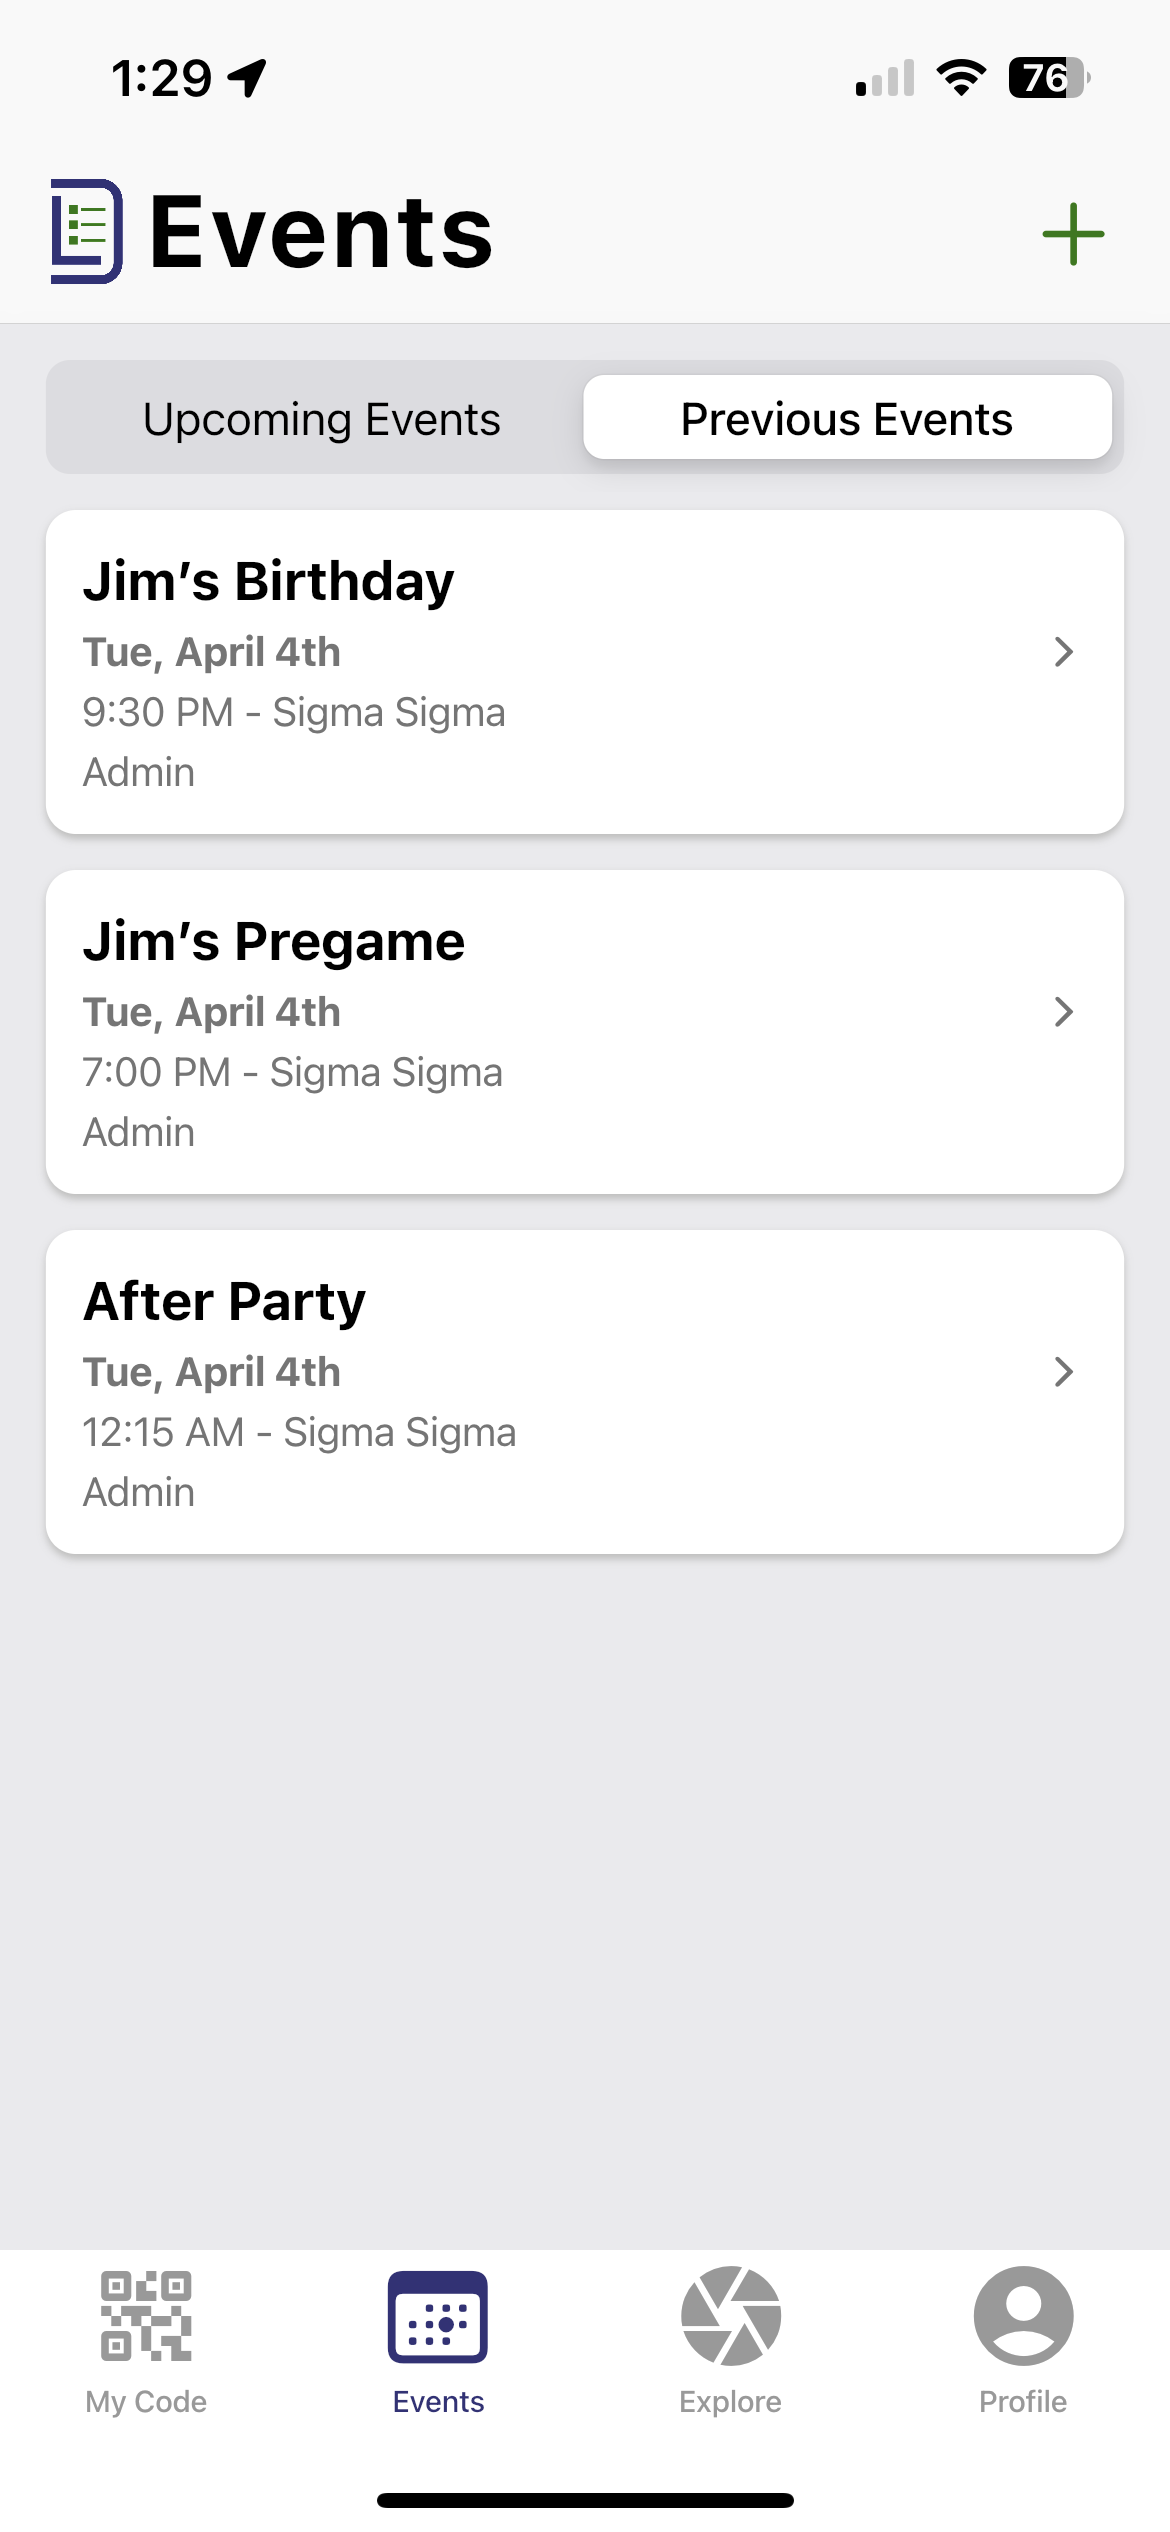 1:29
76
Events
Upcoming Events
Previous Events
Jim’s Birthday
Tue, April 4th
9:30 PM - Sigma Sigma
Admin
Jim’s Pregame
Tue, April 4th
7:00 PM - Sigma Sigma
Admin
After Party
Tue, April 4th
12:15 AM - Sigma Sigma
Admin
My Code
Events
Explore
Profile